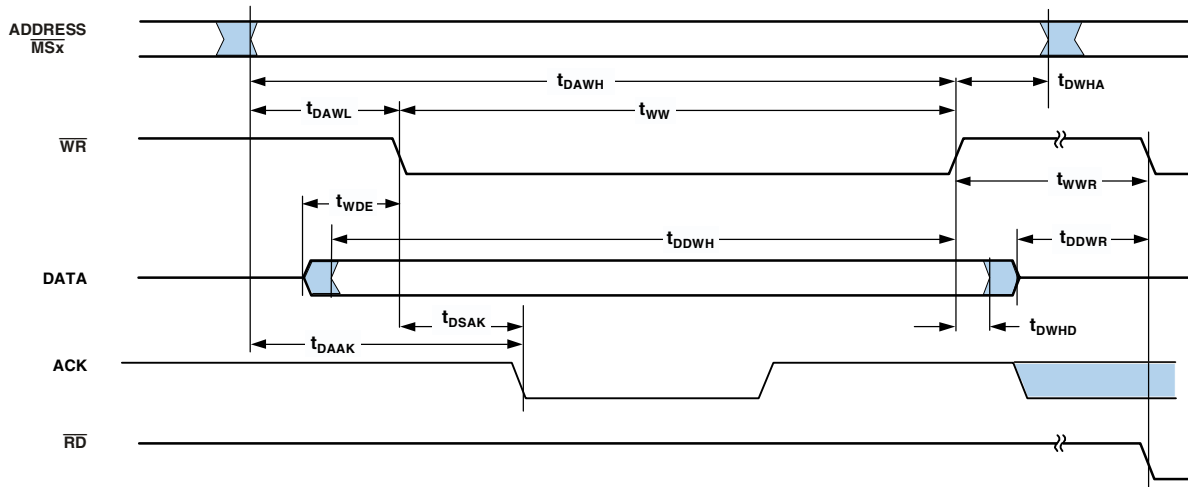 ADDRESS
MSx
tDAWH
tDWHA
tDAWL
tWW
WR
tWWR
tWDE
tDDWH
tDDWR
DATA
tDSAK
tDWHD
tDAAK
ACK
RD